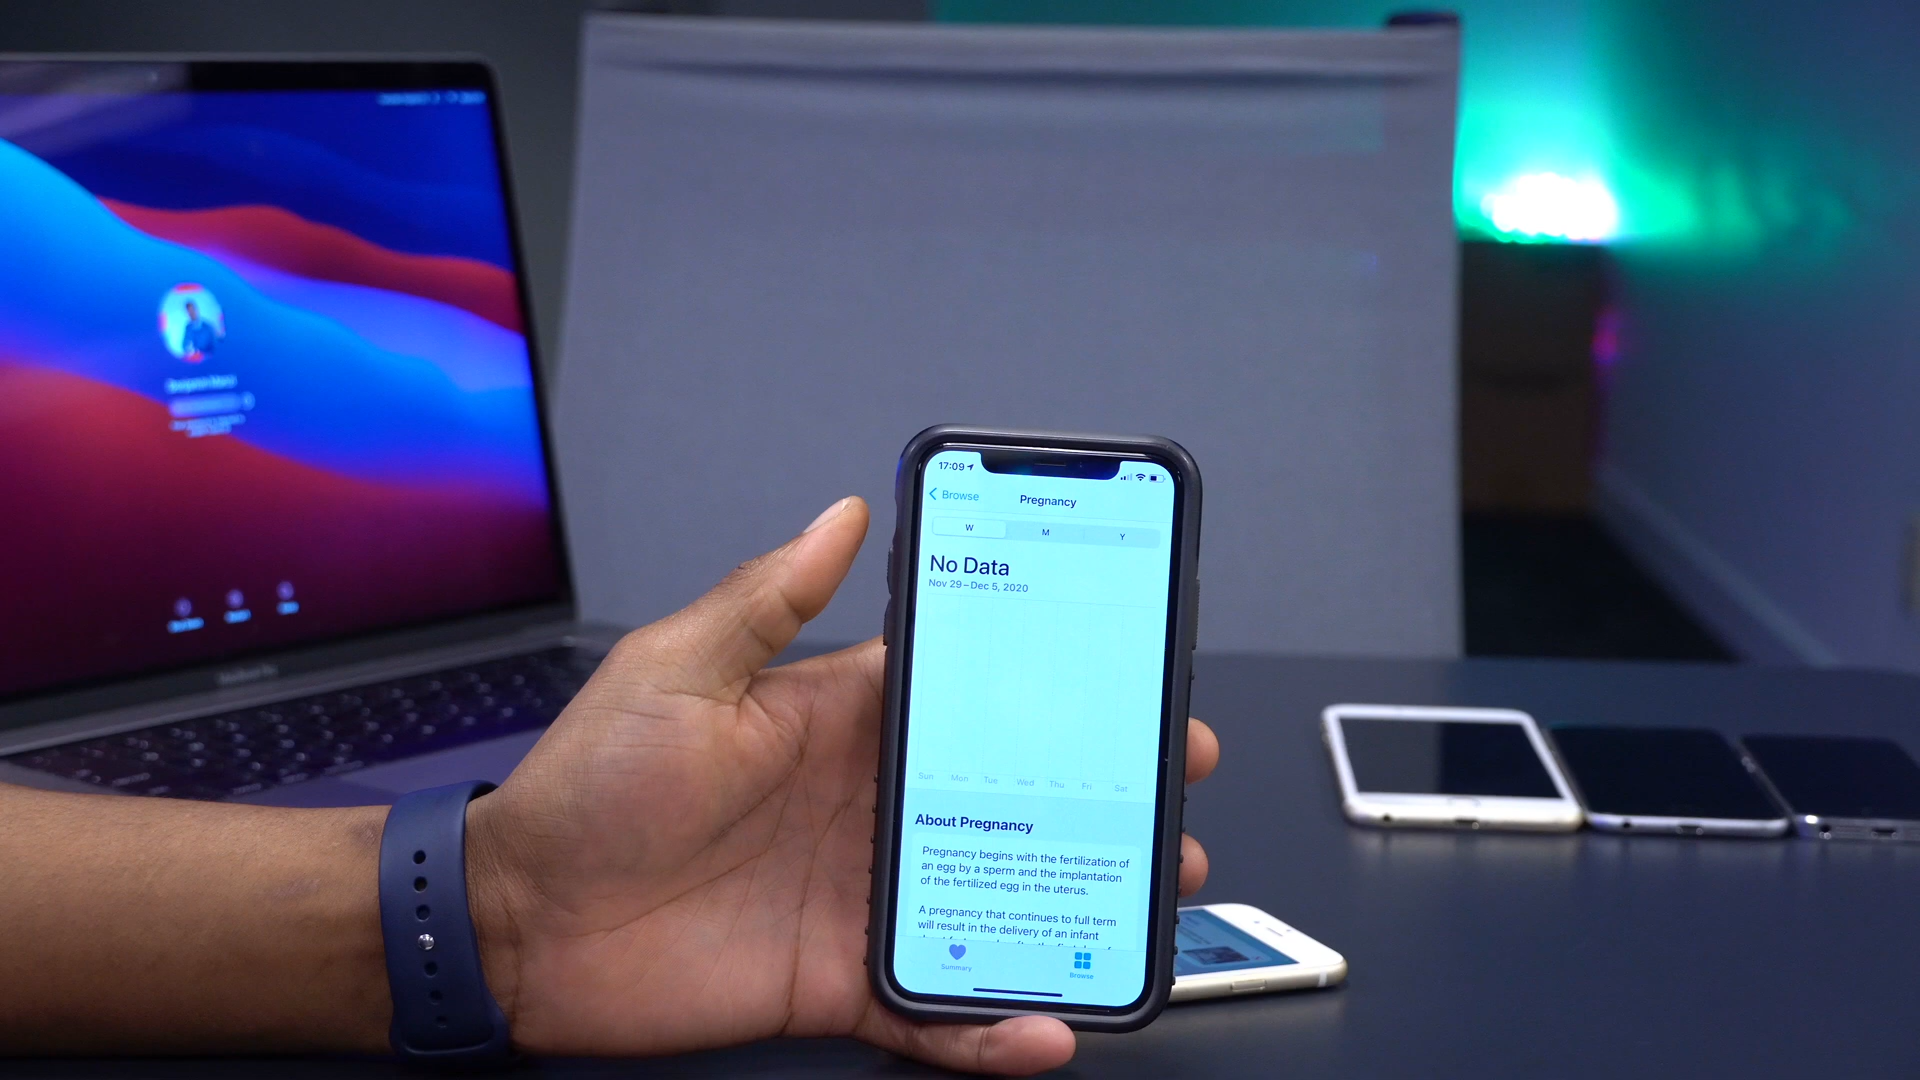 17:09
Browse
Pregnancy
W M Y
No Data
Nov 29–Dec 5, 2020
Sun Mon Tue Wed Thu Fri Sat
About Pregnancy
Pregnancy begins with the fertilization of
an egg by a sperm and the implantation
of the fertilized egg in the uterus.
A pregnancy that continues to full term
will result in the delivery of an infant
Summary
Browse